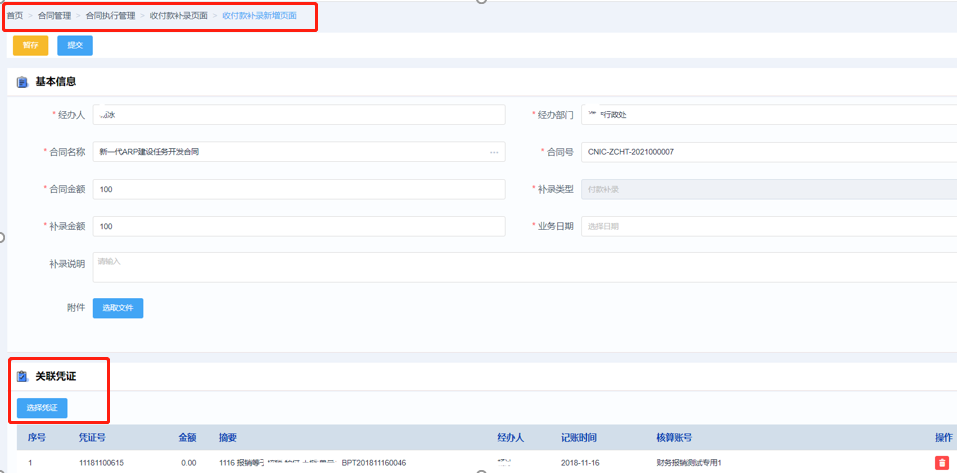 首页 > 合同管理 > 合同执行管理 > 收付款补录页面 > 收付款补录新增页面
暂存 提交
基本信息
* 经办人 冰 * 经办部门 行政处
* 合同名称 新一代ARP建设任务开发合同 ... * 合同号 CNIC-ZCHT-2021000007
* 合同金额 100 * 补录类型 付款补录
* 补录金额 100 * 业务日期 选择日期
补录说明 请输入
附件 选取文件
关联凭证
选择凭证
序号 凭证号 金额 摘要 经办人 记账时间 核算账号 操作
1 11181100615 0.00 1116 报销等 BPT201811160046 2018-11-16 财务报销测试专用1